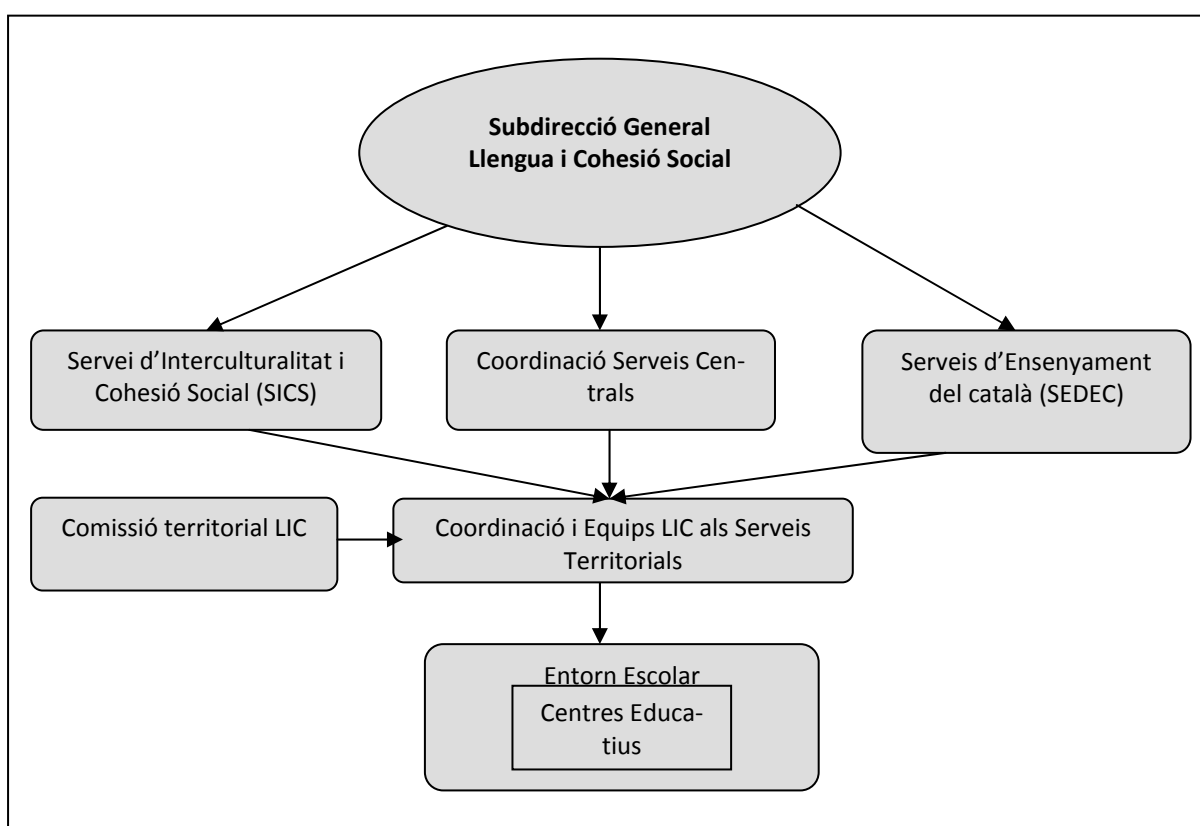 Subdirecció General
Llengua i Cohesió Social
Servei d’Interculturalitat i
Cohesió Social (SICS)
Coordinació Serveis Cen-
trals
Serveis d’Ensenyament
del català (SEDEC)
Comissió territorial LIC
Coordinació i Equips LIC als Serveis
Territorials
Entorn Escolar
Centres Educa-
tius